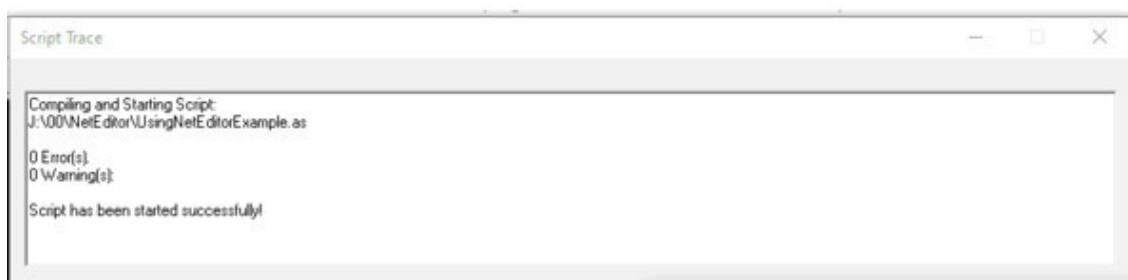 Script Trace
Compiling and Starting Script:
J:\00\NetEditor\UsingNetEditorExample.as
0 Error(s).
0 Warning(s):
Script has been started successfully!